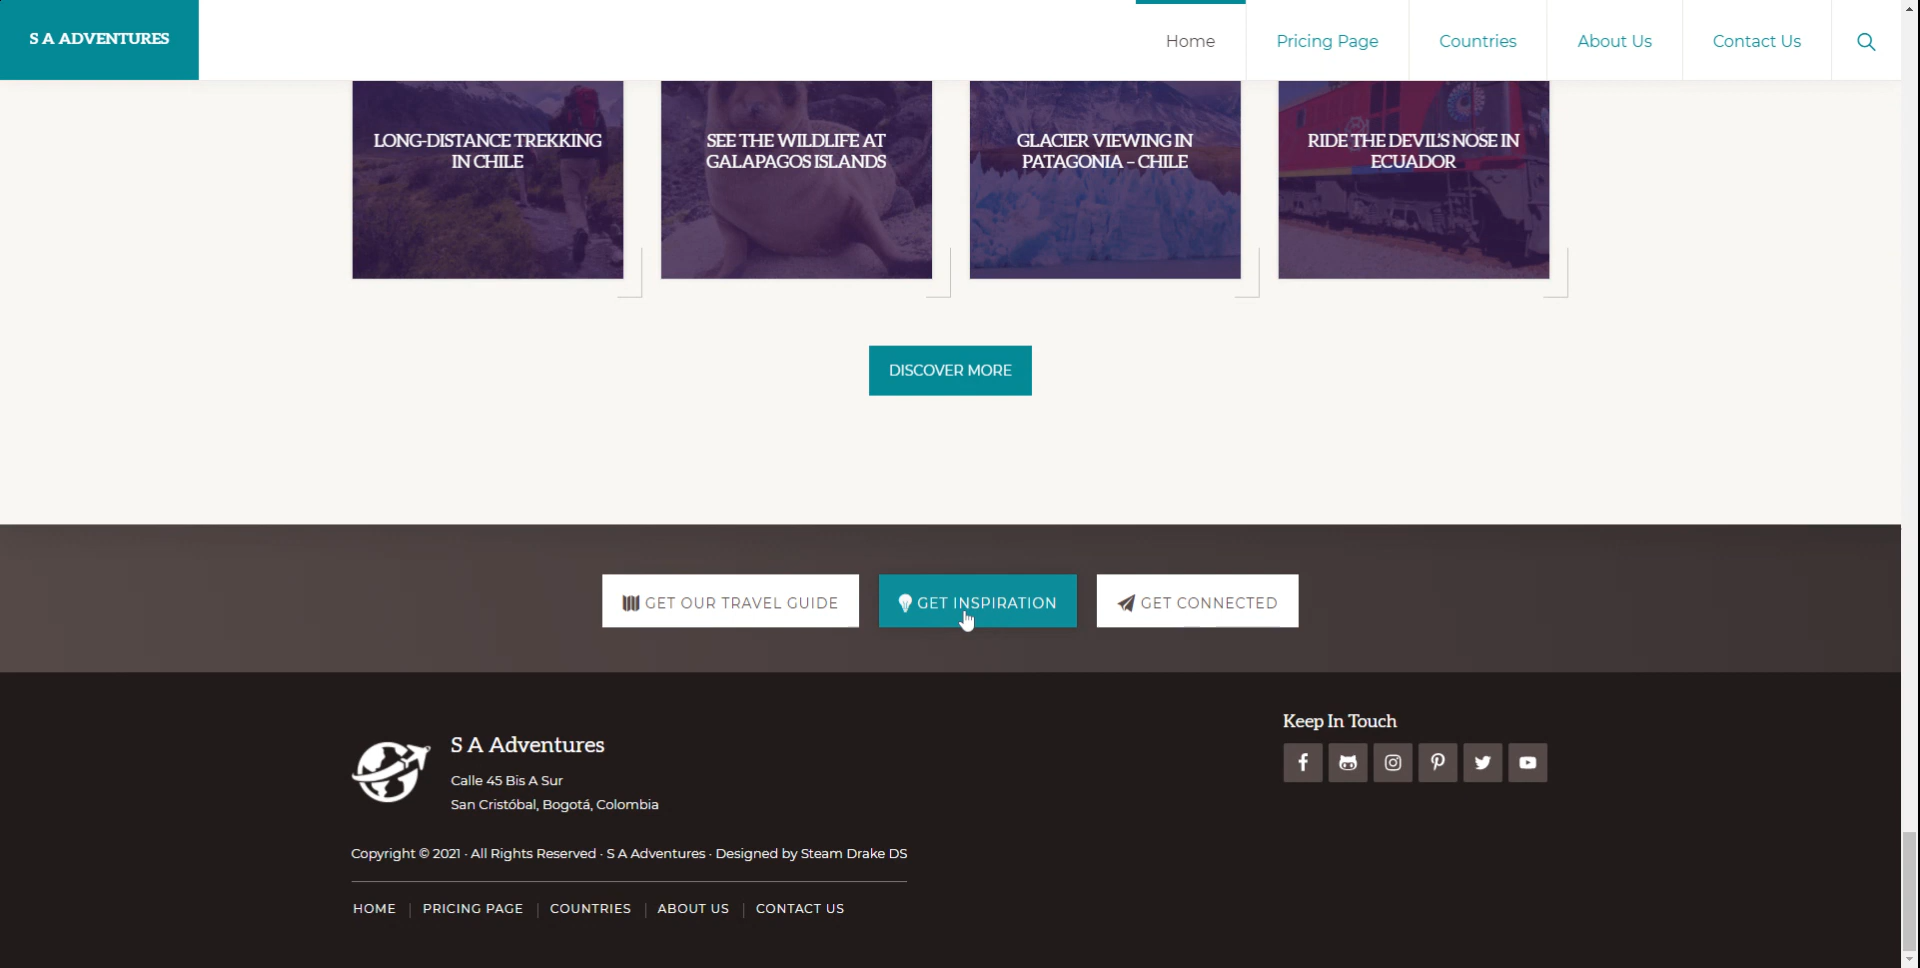 S A ADVENTURES
Home
Pricing Page
Countries
About Us
Contact Us
LONG-DISTANCE TREKKING
IN CHILE
SEE THE WILDLIFE AT
GALAPAGOS ISLANDS
GLACIER VIEWING IN
PATAGONIA – CHILE
RIDE THE DEVIL'S NOSE IN
ECUADOR
DISCOVER MORE
GET OUR TRAVEL GUIDE
GET INSPIRATION
GET CONNECTED
S A Adventures
Calle 45 Bis A Sur
San Cristóbal, Bogotá, Colombia
Keep In Touch
Copyright © 2021 · All Rights Reserved · S A Adventures · Designed by Steam Drake DS
HOME
PRICING PAGE
COUNTRIES
ABOUT US
CONTACT US